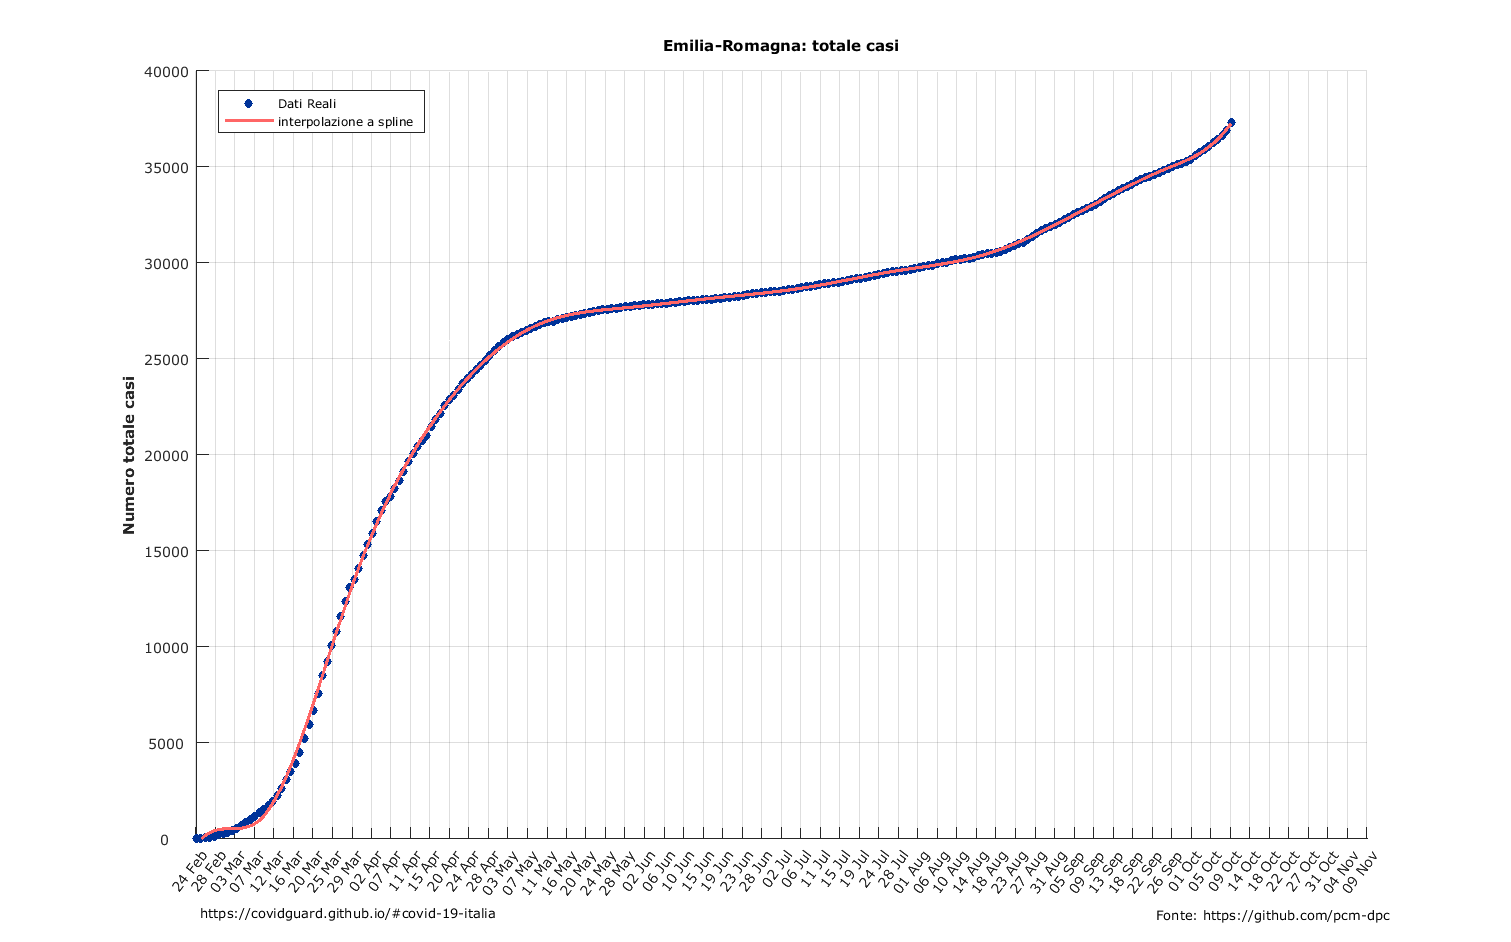 Emilia-Romagna: totale casi
40000
35000
30000
25000
20000
15000
10000
5000
0
Numero totale casi
Dati Reali
interpolazione a spline
24 Feb
28 Feb
03 Mar
07 Mar
12 Mar
16 Mar
20 Mar
25 Mar
29 Mar
02 Apr
07 Apr
11 Apr
15 Apr
20 Apr
24 Apr
28 Apr
03 May
07 May
11 May
16 May
20 May
24 May
28 May
02 Jun
06 Jun
10 Jun
15 Jun
19 Jun
23 Jun
28 Jun
02 Jul
06 Jul
11 Jul
15 Jul
19 Jul
24 Jul
28 Jul
01 Aug
06 Aug
10 Aug
14 Aug
18 Aug
23 Aug
27 Aug
31 Aug
05 Sep
09 Sep
13 Sep
18 Sep
22 Sep
26 Sep
01 Oct
05 Oct
09 Oct
14 Oct
18 Oct
22 Oct
27 Oct
31 Oct
04 Nov
09 Nov
https://covidguard.github.io/#covid-19-italia
Fonte: https://github.com/pcm-dpc